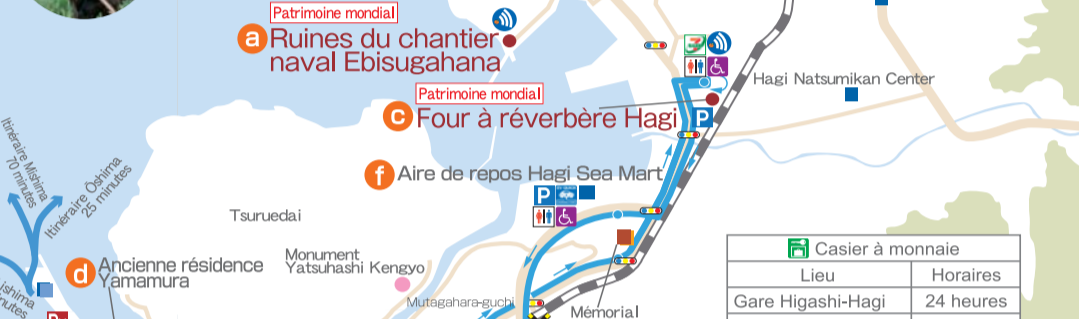 Patrimoine mondial
a Ruines du chantier
naval Ebisugahana
Patrimoine mondial
c Four à réverbère Hagi
P
Hagi Natsumikan Center
f Aire de repos Hagi Sea Mart
P
Itinéraire Mishima
70 minutes
Itinéraire Ōshima
25 minutes
Tsuruedai
Monument
Yatsuhashi Kengyo
d Ancienne résidence
Yamamura
Mutagahara-guchi
Mémorial
Casier à monnaie
Lieu Horaires
Gare Higashi-Hagi 24 heures